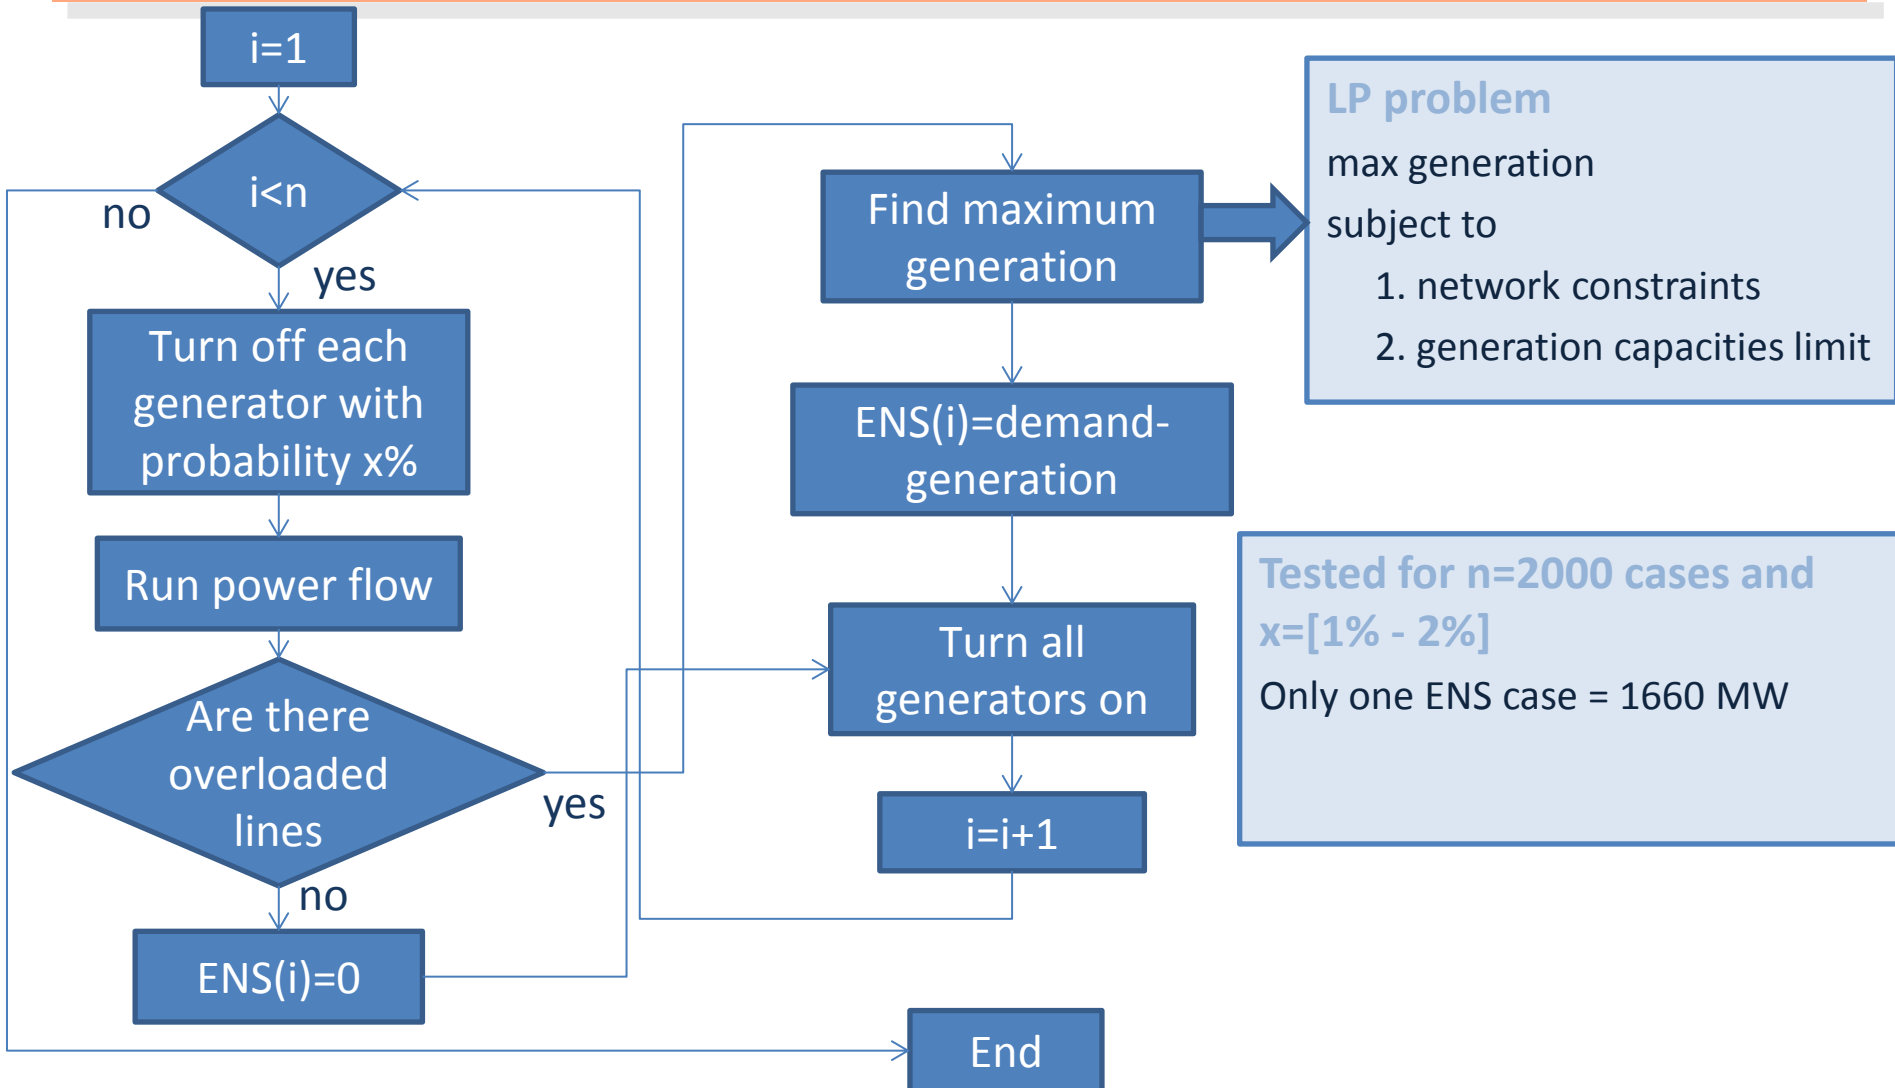 i=1
i<n
no
yes
Turn off each
generator with
probability x%
Run power flow
Are there
overloaded
lines
yes
no
ENS(i)=0
Find maximum
generation
ENS(i)=demand-
generation
Turn all
generators on
i=i+1
End
LP problem
max generation
subject to
1. network constraints
2. generation capacities limit
Tested for n=2000 cases and
x=[1% - 2%]
Only one ENS case = 1660 MW